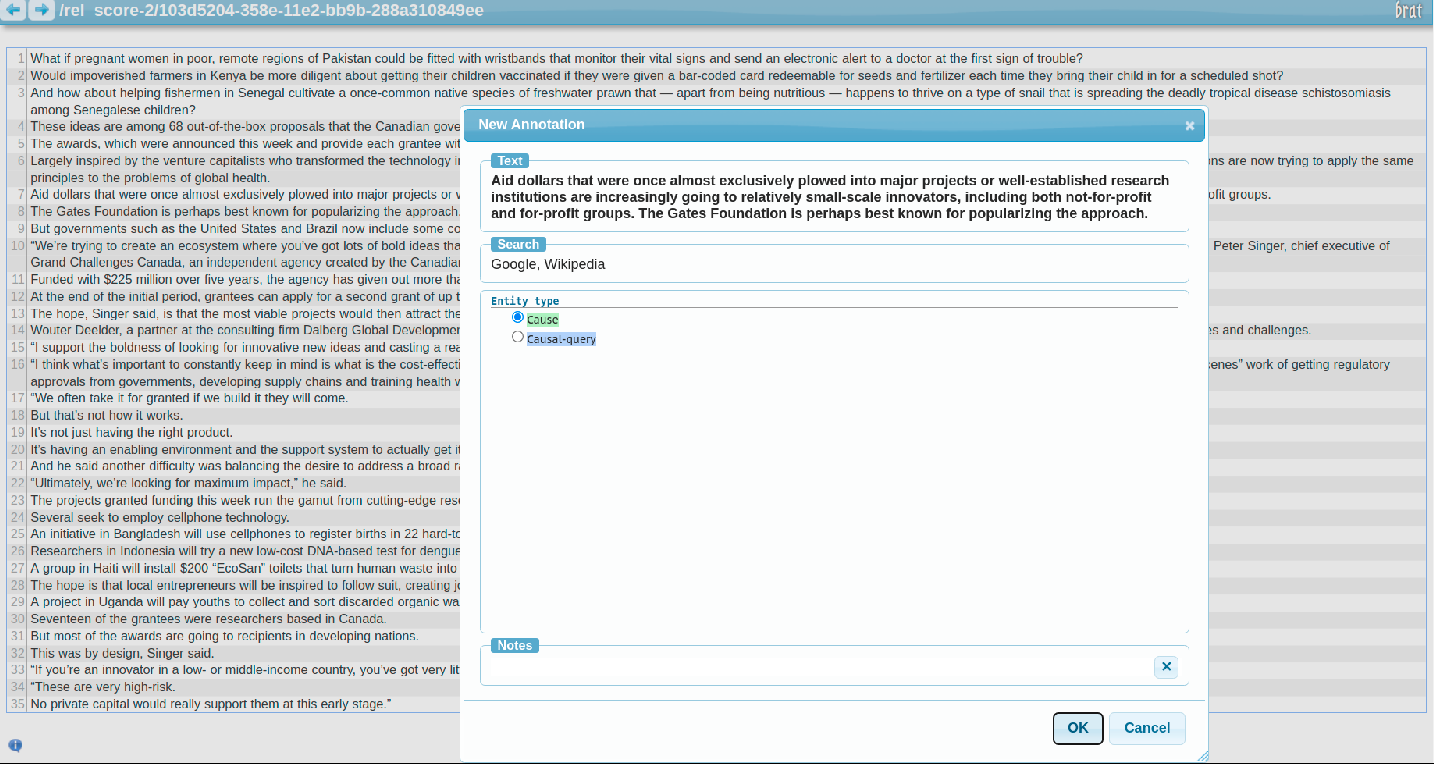 /rel_score-2/103d5204-358e-11e2-bb9b-288a310849ee
brat
1 What if pregnant women in poor, remote regions of Pakistan could be fitted with wristbands that monitor their vital signs and send an electronic alert to a doctor at the first sign of trouble?
2 Would impoverished farmers in Kenya be more diligent about getting their children vaccinated if they were given a bar-coded card redeemable for seeds and fertilizer each time they bring their child in for a scheduled shot?
3 And how about helping fishermen in Senegal cultivate a once-common native species of freshwater prawn that — apart from being nutritious — happens to thrive on a type of snail that is spreading the deadly tropical disease schistosomiasis
among Senegalese children?
4 These ideas are among 68 out-of-the-box proposals that the Canadian gove
5 The awards, which were announced this week and provide each grantee wit
6 Largely inspired by the venture capitalists who transformed the technology i ns are now trying to apply the same
principles to the problems of global health.
7 Aid dollars that were once almost exclusively plowed into major projects or v ofit groups.
8 The Gates Foundation is perhaps best known for popularizing the approach.
9 But governments such as the United States and Brazil now include some co
10 “We’re trying to create an ecosystem where you’ve got lots of bold ideas tha Peter Singer, chief executive of
Grand Challenges Canada, an independent agency created by the Canadian
11 Funded with $225 million over five years, the agency has given out more tha
12 At the end of the initial period, grantees can apply for a second grant of up t
13 The hope, Singer said, is that the most viable projects would then attract the
14 Wouter Deelder, a partner at the consulting firm Dalberg Global Developmer es and challenges.
15 “I support the boldness of looking for innovative new ideas and casting a rea
16 “I think what’s important to constantly keep in mind is what is the cost-effecti cenes” work of getting regulatory
approvals from governments, developing supply chains and training health v
17 “We often take it for granted if we build it they will come.
18 But that’s not how it works.
19 It’s not just having the right product.
20 It’s having an enabling environment and the support system to actually get it
21 And he said another difficulty was balancing the desire to address a broad ra
22 “Ultimately, we’re looking for maximum impact,” he said.
23 The projects granted funding this week run the gamut from cutting-edge rese
24 Several seek to employ cellphone technology.
25 An initiative in Bangladesh will use cellphones to register births in 22 hard-to
26 Researchers in Indonesia will try a new low-cost DNA-based test for dengue
27 A group in Haiti will install $200 “EcoSan” toilets that turn human waste into
28 The hope is that local entrepreneurs will be inspired to follow suit, creating jo
29 A project in Uganda will pay youths to collect and sort discarded organic wa
30 Seventeen of the grantees were researchers based in Canada.
31 But most of the awards are going to recipients in developing nations.
32 This was by design, Singer said.
33 “If you’re an innovator in a low- or middle-income country, you’ve got very lit
34 “These are very high-risk.
35 No private capital would really support them at this early stage.”
New Annotation
Text
Aid dollars that were once almost exclusively plowed into major projects or well-established research
institutions are increasingly going to relatively small-scale innovators, including both not-for-profit
and for-profit groups. The Gates Foundation is perhaps best known for popularizing the approach.
Search
Google, Wikipedia
Entity type
Cause
Causal-query
Notes
OK
Cancel